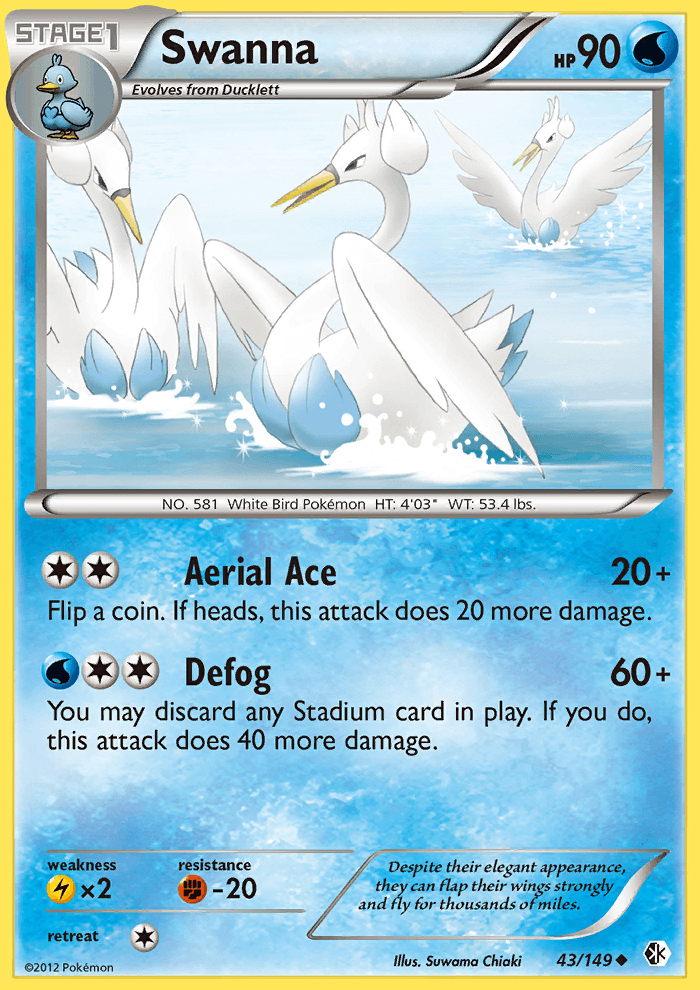 STAGE1
Swanna
HP 90
Evolves from Ducklett
NO. 581 White Bird Pokémon HT: 4'03" WT: 53.4 lbs.
Aerial Ace 20+
Flip a coin. If heads, this attack does 20 more damage.
Defog 60+
You may discard any Stadium card in play. If you do,
this attack does 40 more damage.
weakness
×2
resistance
-20
retreat
Despite their elegant appearance,
they can flap their wings strongly
and fly for thousands of miles.
Illus. Suwama Chiaki
43/149
©2012 Pokémon